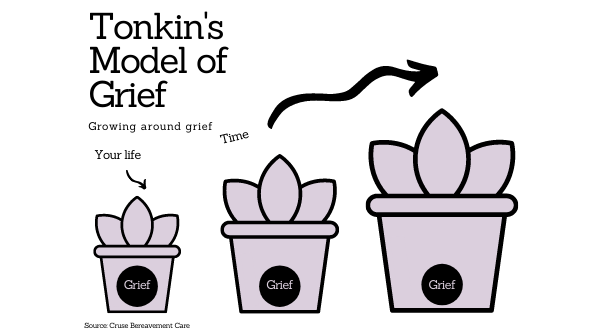 Tonkin's
Model of
Grief
Growing around grief
Time
Your life
Grief
Grief
Grief
Source: Cruse Bereavement Care